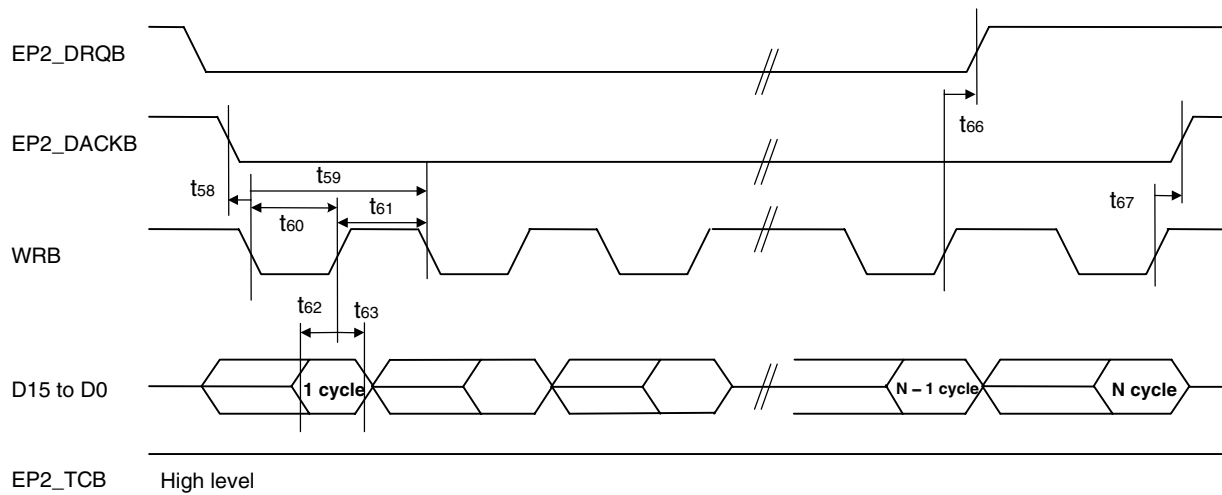 EP2_DRQB
t66
EP2_DACKB
t58
t59
t60
t61
t67
WRB
t62
t63
D15 to D0
1 cycle
N – 1 cycle
N cycle
EP2_TCB
High level